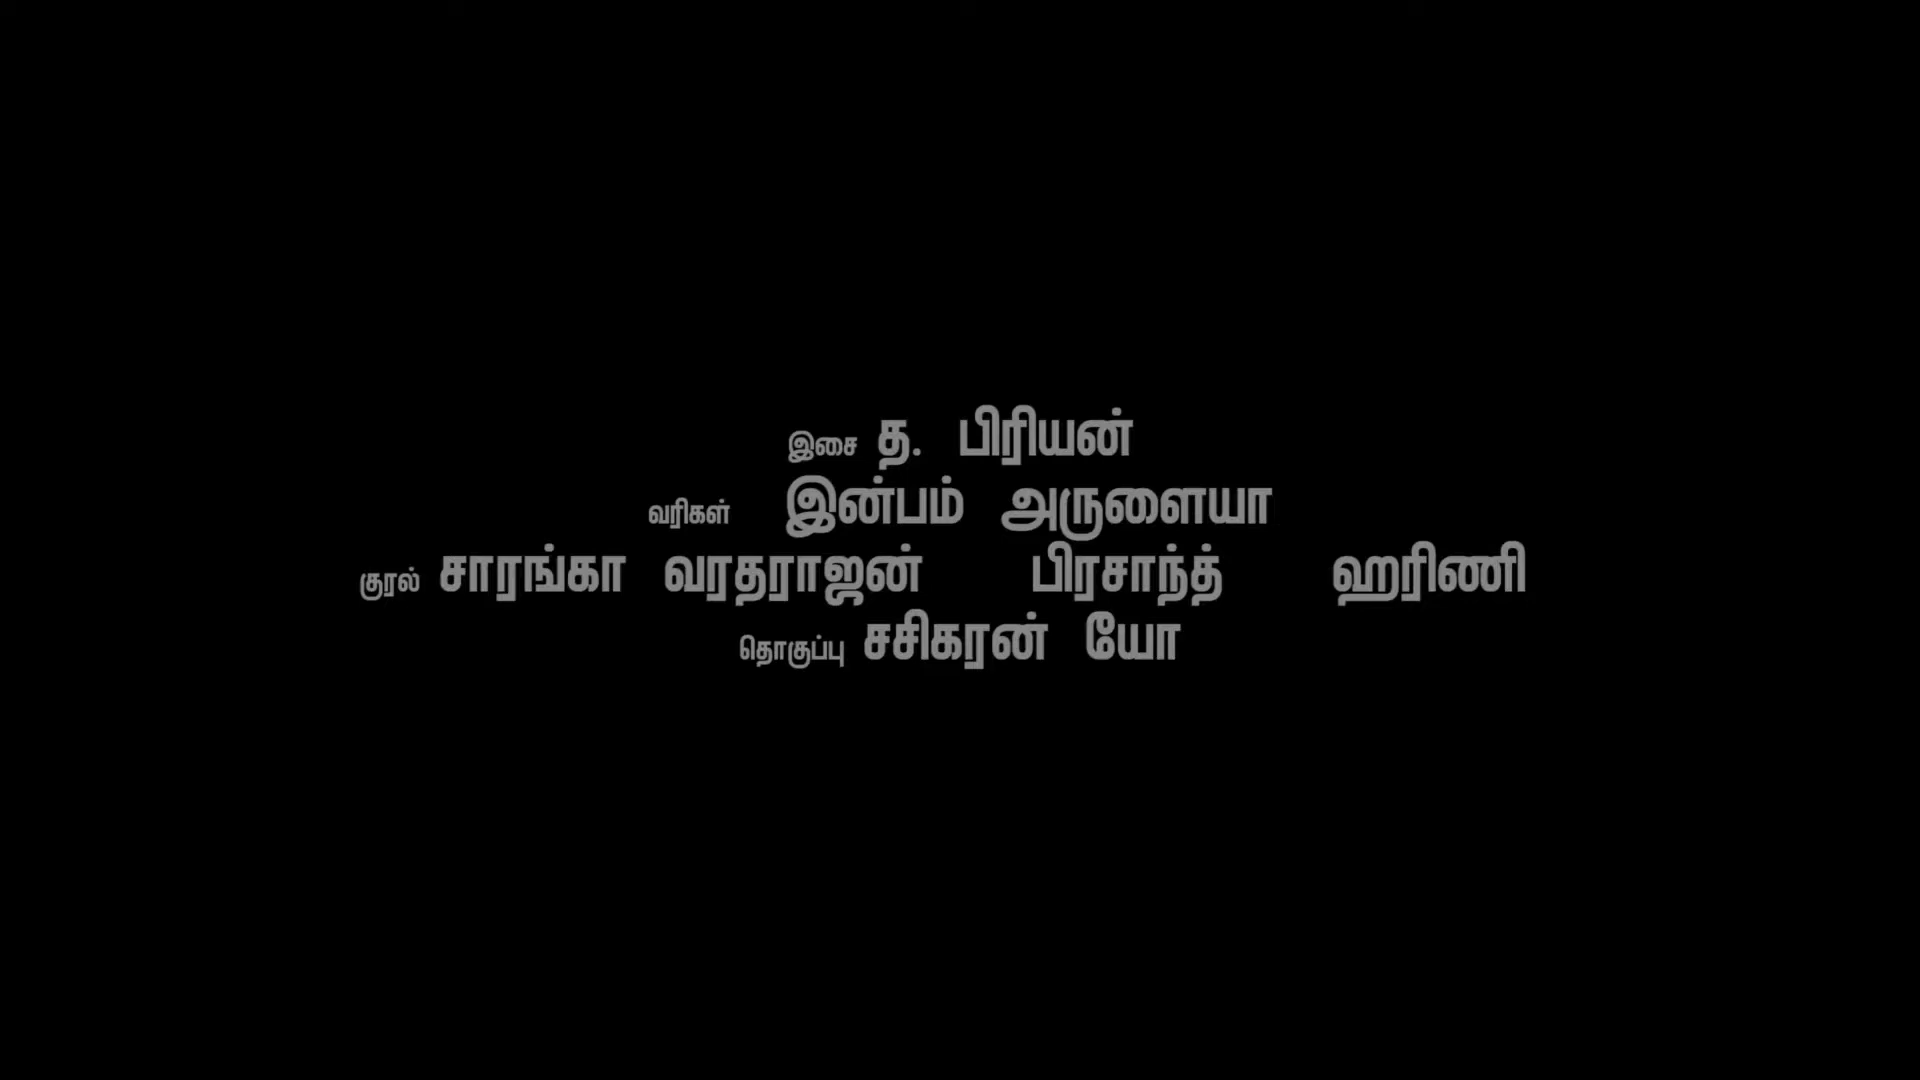 இசை த. பிரியன்
வரிகள் இன்பம் அருளையா
குரல் சாரங்கா வரதராஜன் பிரசாந்த் ஹரிணி
தொகுப்பு சசிகரன் யோ